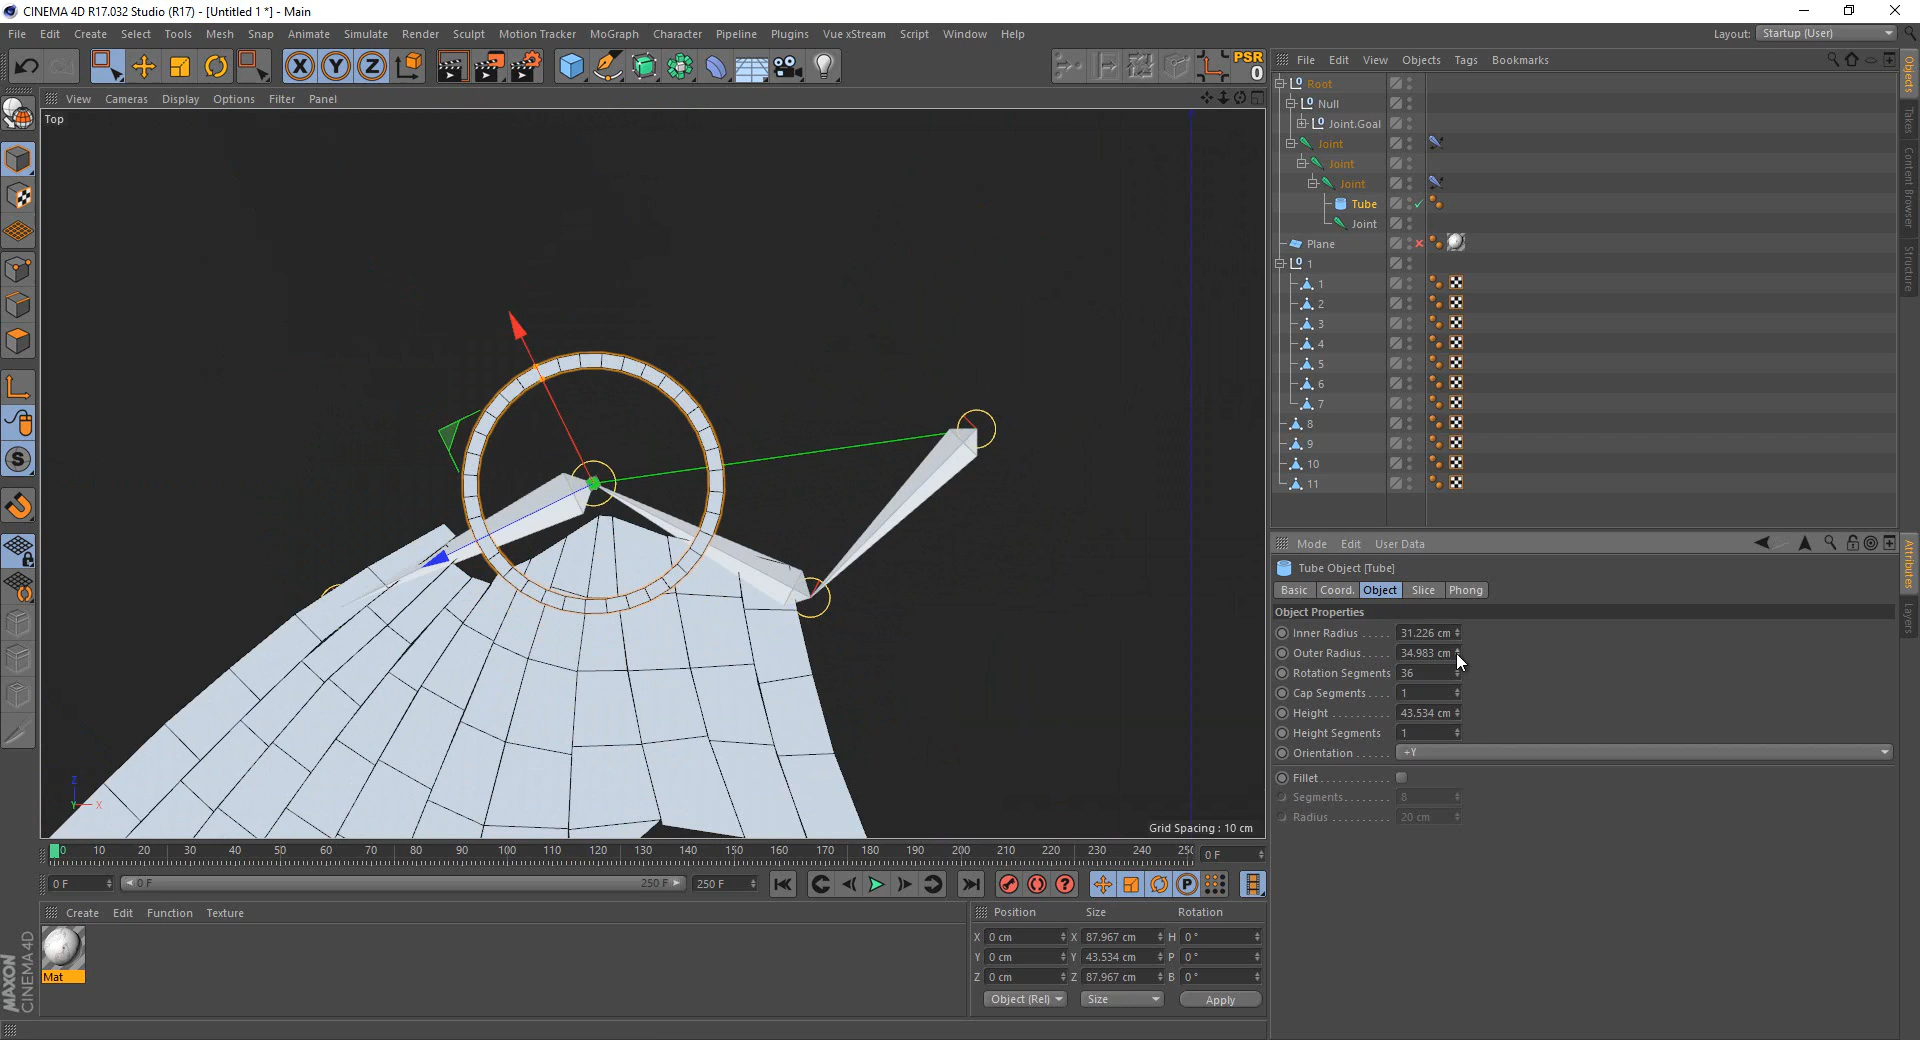 CINEMA 4D R17.032 Studio (R17) - [Untitled 1 *] - Main
File Edit Create Select Tools Mesh Snap Animate Simulate Render Sculpt Motion Tracker MoGraph Character Pipeline Plugins Vue xStream Script Window Help
Layout: Startup (User)
PSR
0
File Edit View Objects Tags Bookmarks
View Cameras Display Options Filter Panel
Top
Root
Null
Joint.Goal
Joint
Joint
Joint
Tube
Joint
Plane
1
1
2
3
4
5
6
7
8
9
10
11
Objects
Takes
Content Browser
Structure
Mode Edit User Data
Tube Object [Tube]
Basic Coord. Object Slice Phong
Object Properties
Inner Radius ..... 31.226 cm
Outer Radius..... 34.983 cm
Rotation Segments 36
Cap Segments .... 1
Height .......... 43.534 cm
Height Segments 1
Orientation ...... +Y
Fillet............
Segments........ 8
Radius .......... 20 cm
Attributes
Layers
Z
Y X
Grid Spacing : 10 cm
0 10 20 30 40 50 60 70 80 90 100 110 120 130 140 150 160 170 180 190 200 210 220 230 240 25
0 F
0 F 0 F 250 F 250 F
Create Edit Function Texture
Mat
MAXON
CINEMA 4D
Position Size Rotation
X 0 cm X 87.967 cm H 0 °
Y 0 cm Y 43.534 cm P 0 °
Z 0 cm Z 87.967 cm B 0 °
Object (Rel) Size Apply